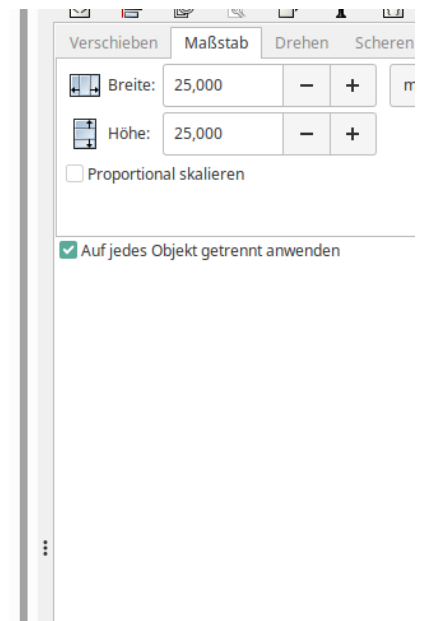 Verschieben Maßstab Drehen Scheren
Breite: 25,000 − + m
Höhe: 25,000 − +
Proportional skalieren
Auf jedes Objekt getrennt anwenden